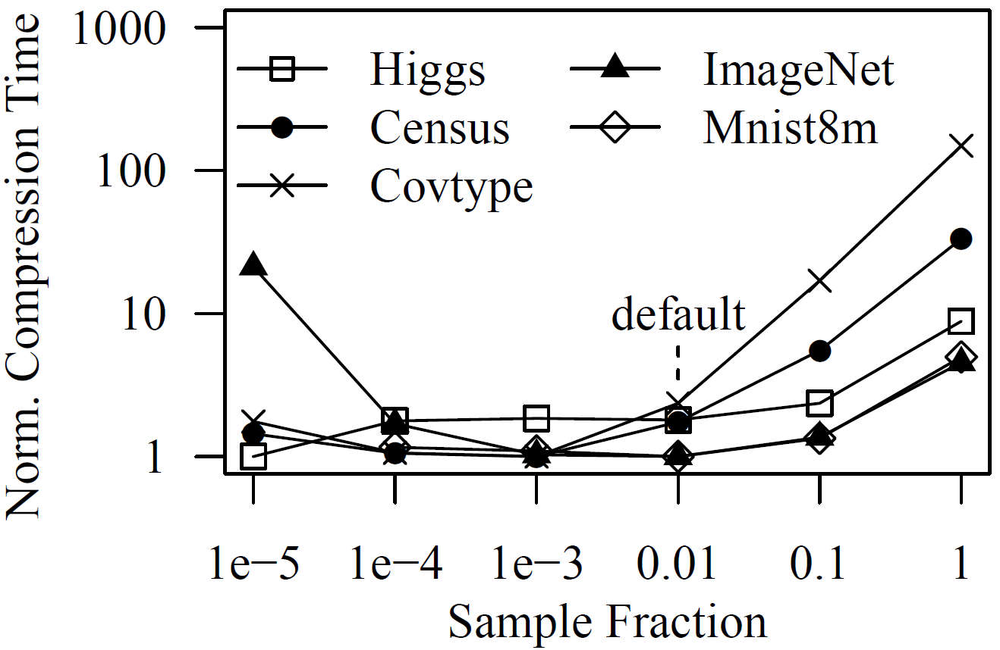 Norm. Compression Time
1000
100
10
1
Higgs
Census
Covtype
ImageNet
Mnist8m
default
1e−5 1e−4 1e−3 0.01 0.1 1
Sample Fraction